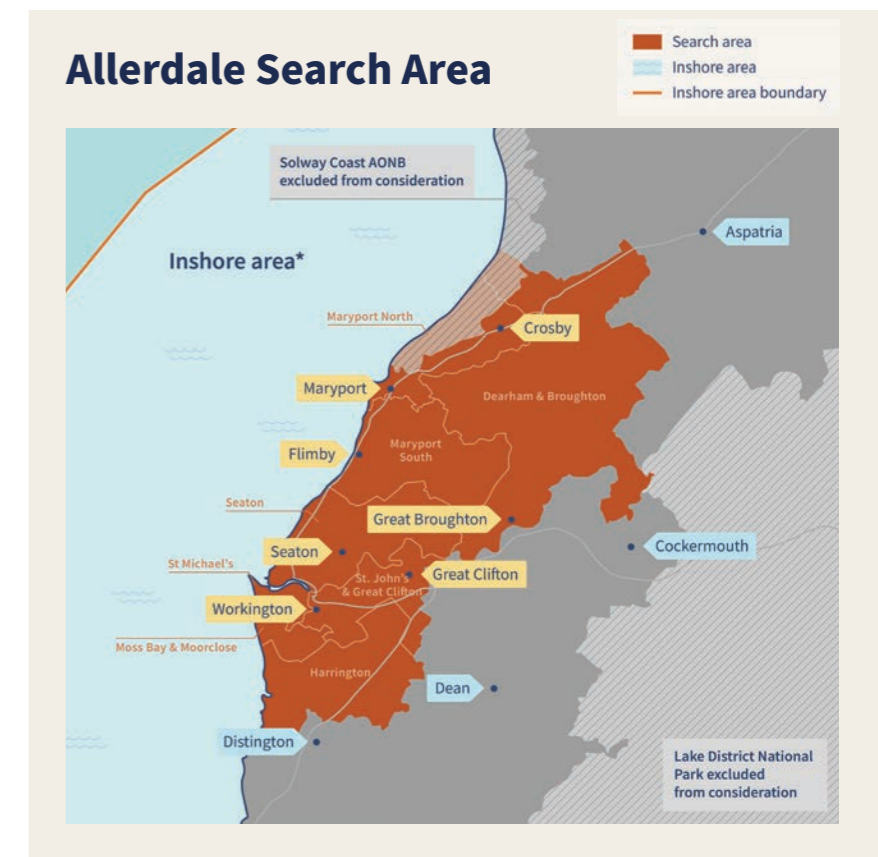 Allerdale Search Area
Search area
Inshore area
Inshore area boundary
Solway Coast AONB
excluded from consideration
Aspatria
Inshore area*
Maryport North
Crosby
Maryport
Dearham & Broughton
Maryport
South
Flimby
Seaton
Great Broughton
Seaton
Cockermouth
St Michael's
St. John's
& Great Clifton
Great Clifton
Workington
Moss Bay & Moorclose
Harrington
Dean
Distington
Lake District National
Park excluded
from consideration